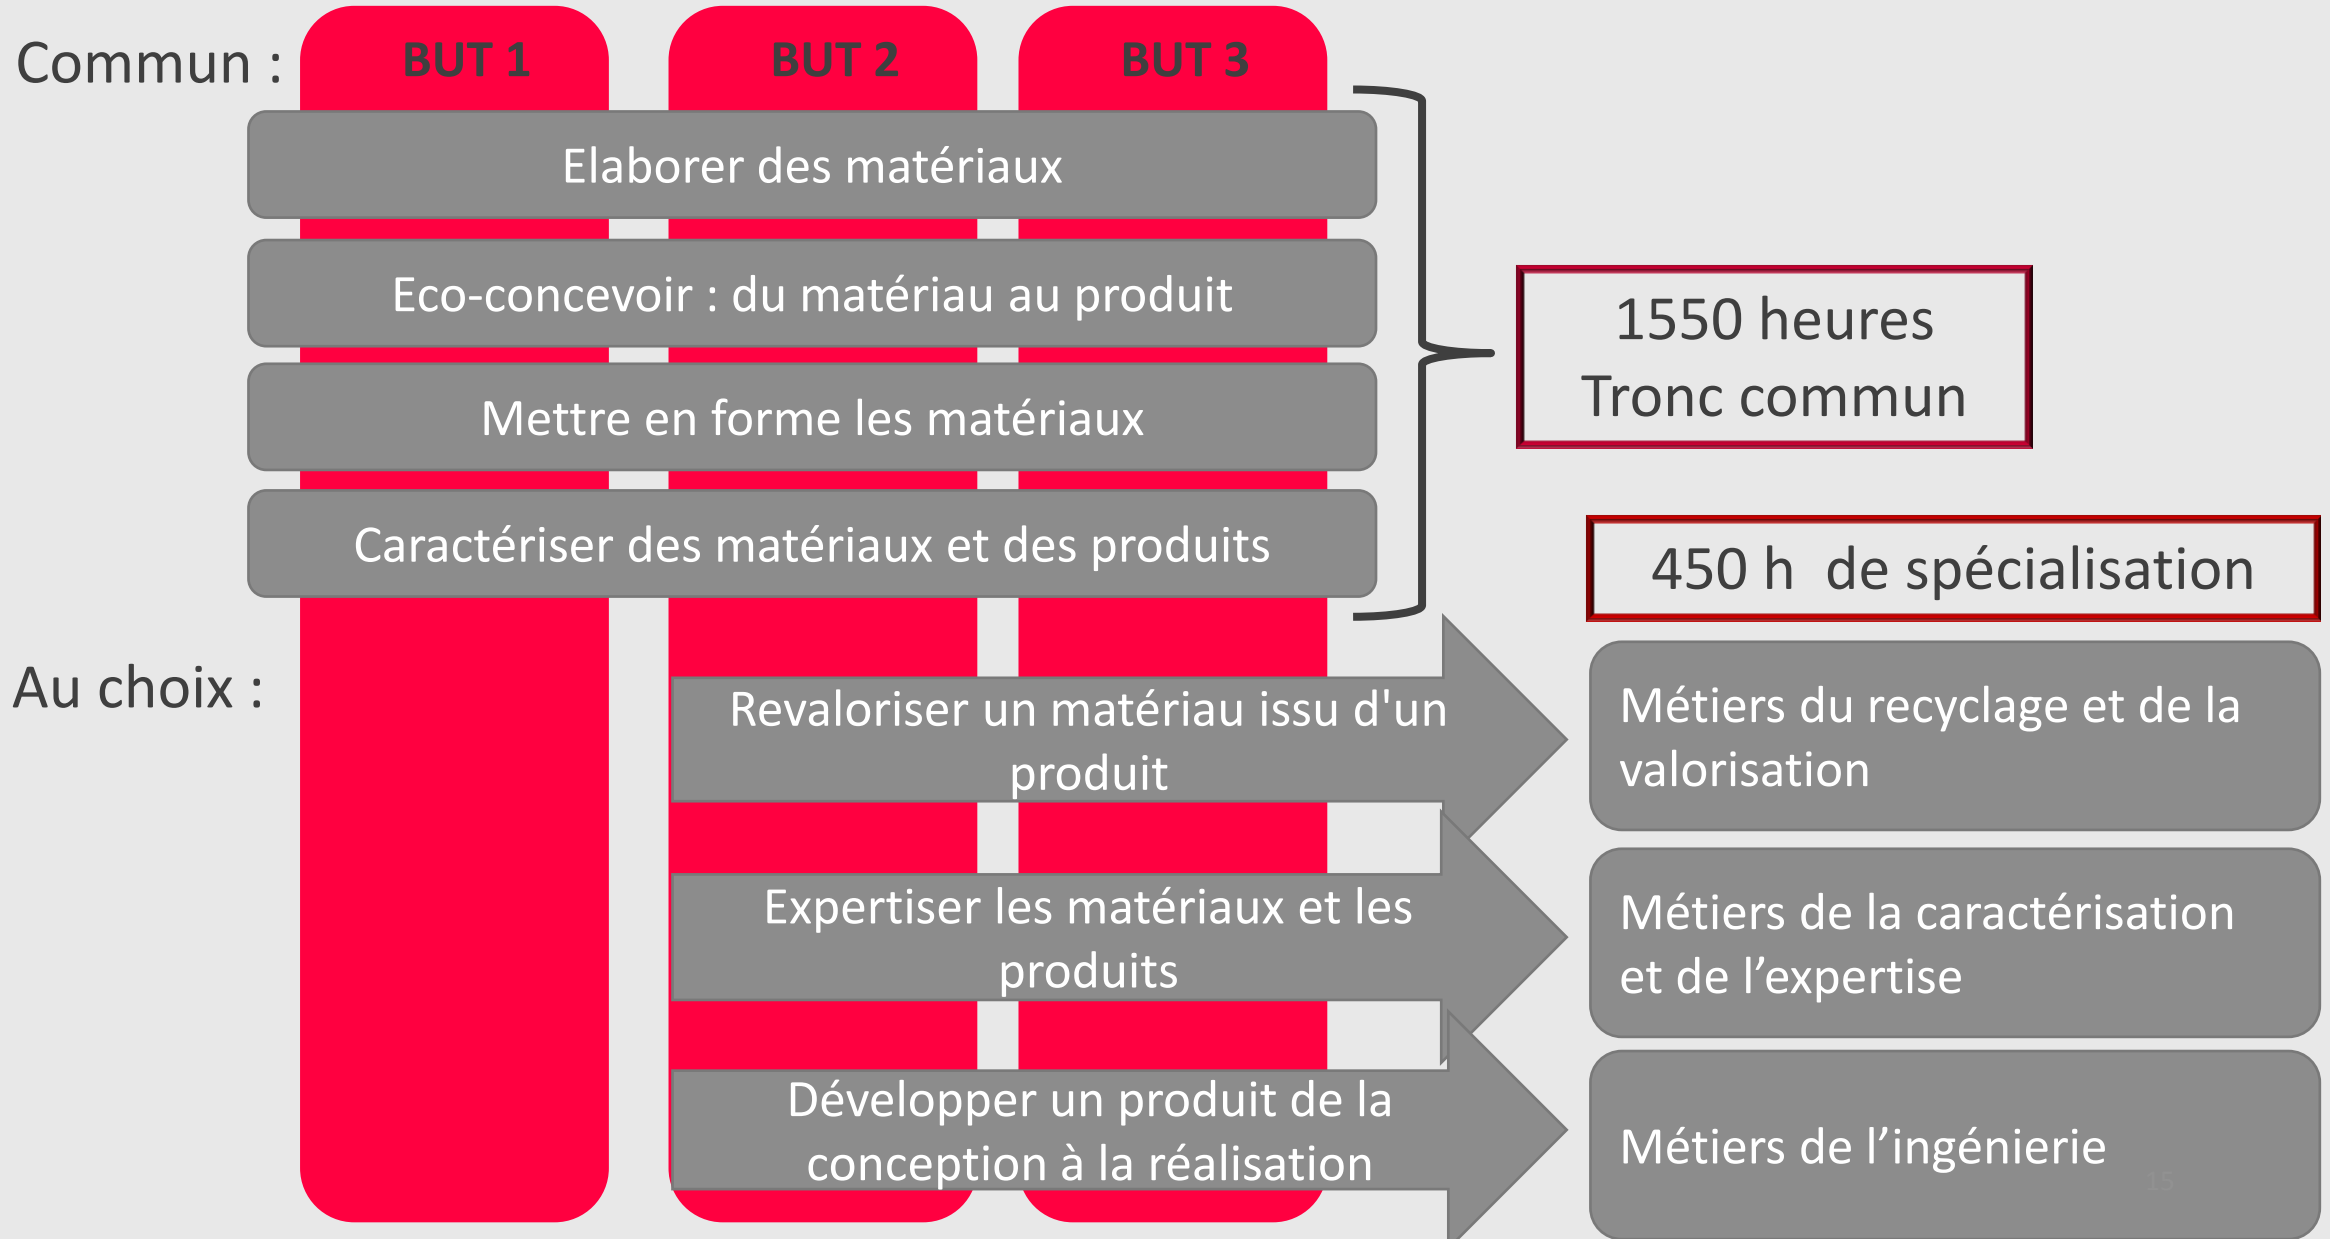 Commun :
BUT 1
BUT 2
BUT 3
Elaborer des matériaux
Eco-concevoir : du matériau au produit
Mettre en forme les matériaux
Caractériser des matériaux et des produits
1550 heures
Tronc commun
450 h  de spécialisation
Au choix :
Revaloriser un matériau issu d'un
produit
Métiers du recyclage et de la
valorisation
Expertiser les matériaux et les
produits
Métiers de la caractérisation
et de l’expertise
Développer un produit de la
conception à la réalisation
Métiers de l’ingénierie
15